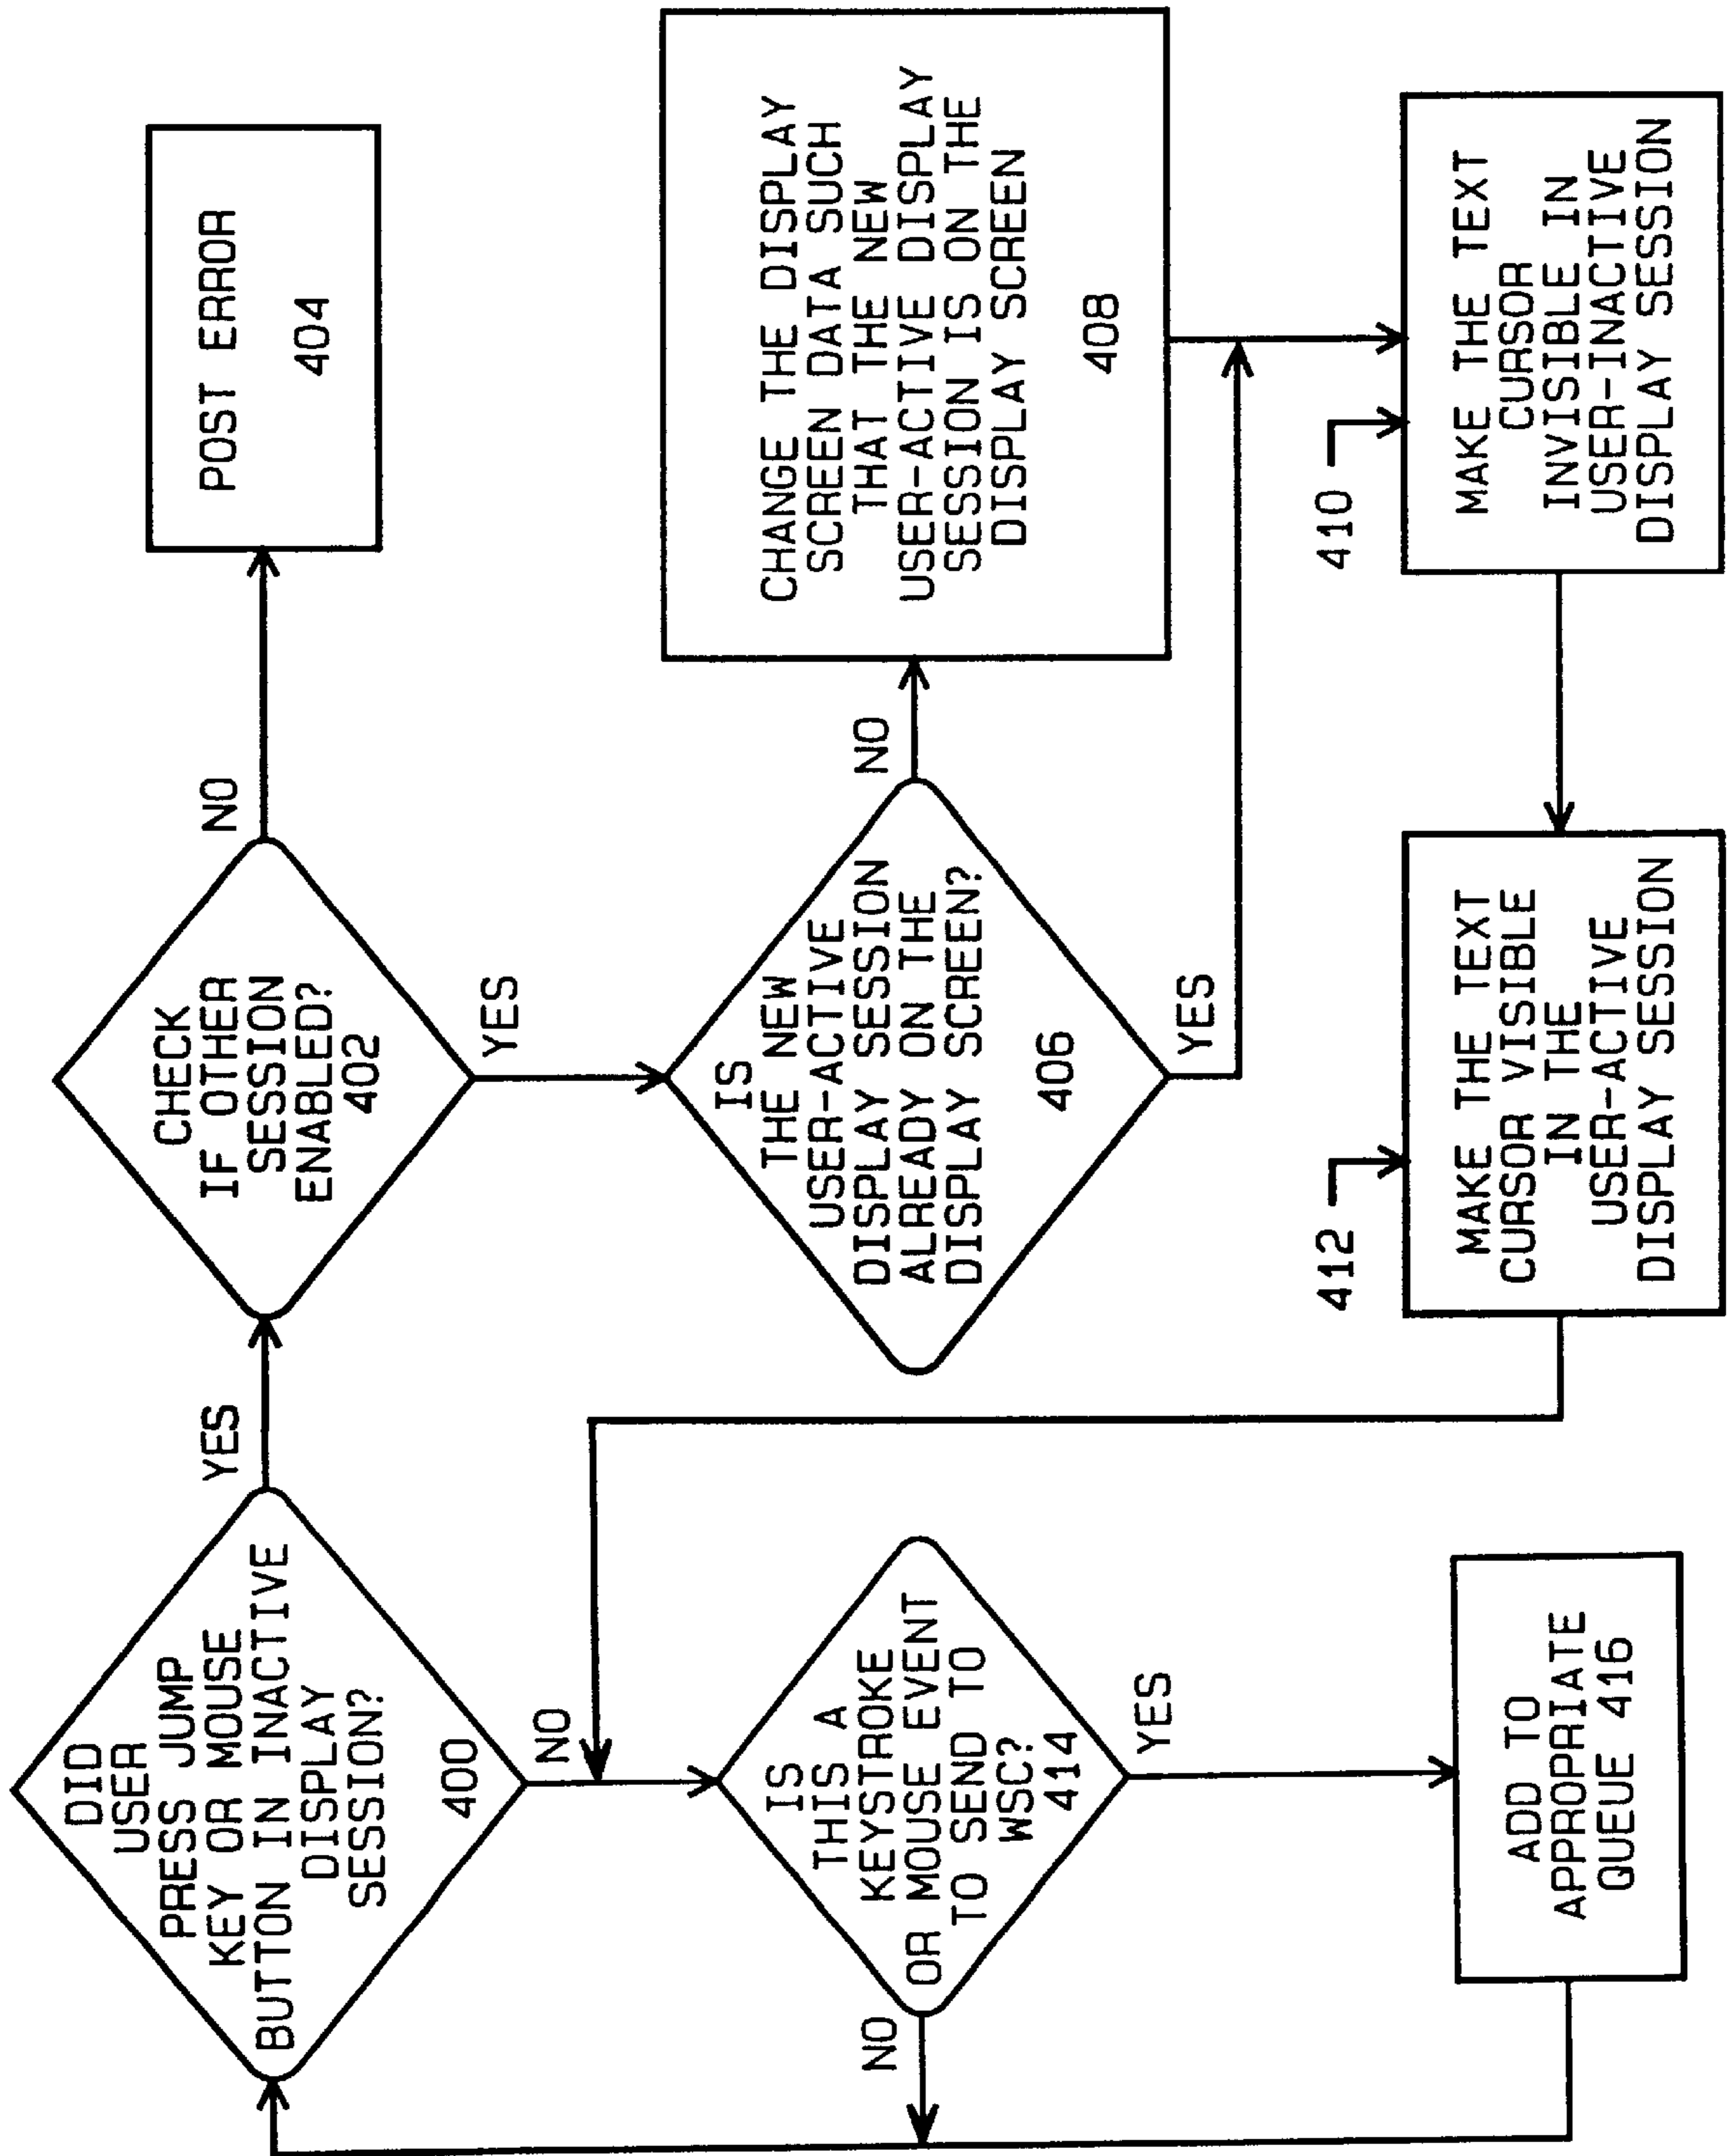 DID
USER
PRESS JUMP
KEY OR MOUSE
BUTTON IN INACTIVE
DISPLAY
SESSION?
400
YES
NO
CHECK
IF OTHER
SESSION
ENABLED?
402
NO
YES
POST ERROR
404
IS
THE NEW
USER-ACTIVE
DISPLAY SESSION
ALREADY ON THE
DISPLAY SCREEN?
406
NO
YES
CHANGE THE DISPLAY
SCREEN DATA SUCH
THAT THE NEW
USER-ACTIVE DISPLAY
SESSION IS ON THE
DISPLAY SCREEN
408
410
MAKE THE TEXT
CURSOR
INVISIBLE IN
USER-INACTIVE
DISPLAY SESSION
412
MAKE THE TEXT
CURSOR VISIBLE
IN THE
USER-ACTIVE
DISPLAY SESSION
IS
THIS A
KEYSTROKE
OR MOUSE EVENT
TO SEND TO
WSC?
414
NO
YES
ADD TO
APPROPRIATE
QUEUE 416